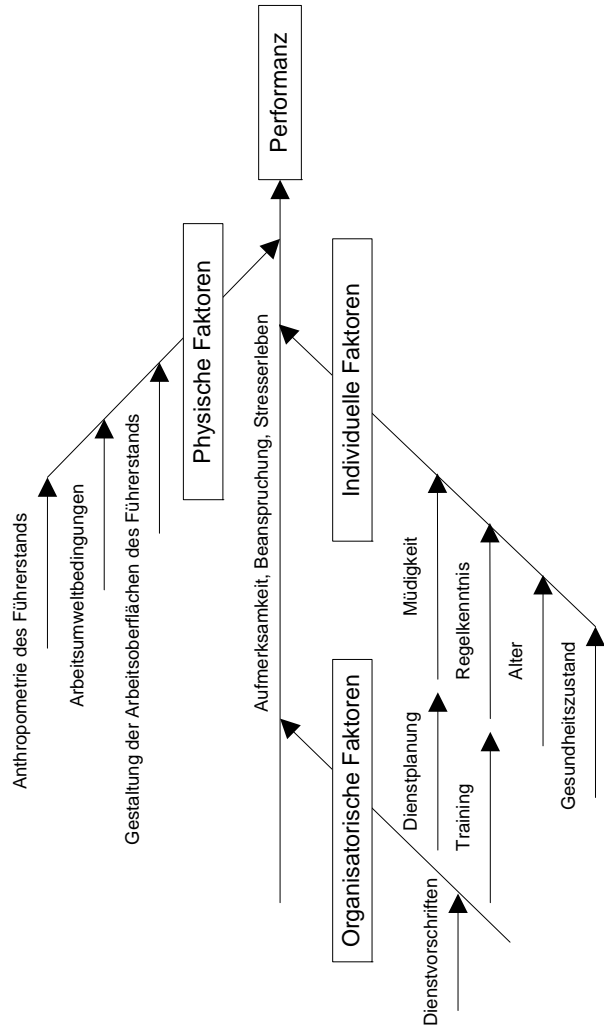 Anthropometrie des Führerstands
Arbeitsumweltbedingungen
Gestaltung der Arbeitsoberflächen des Führerstands
Physische Faktoren
Aufmerksamkeit, Beanspruchung, Stresserleben
Performanz
Organisatorische Faktoren
Individuelle Faktoren
Dienstvorschriften
Dienstplanung
Training
Müdigkeit
Regelkenntnis
Alter
Gesundheitszustand